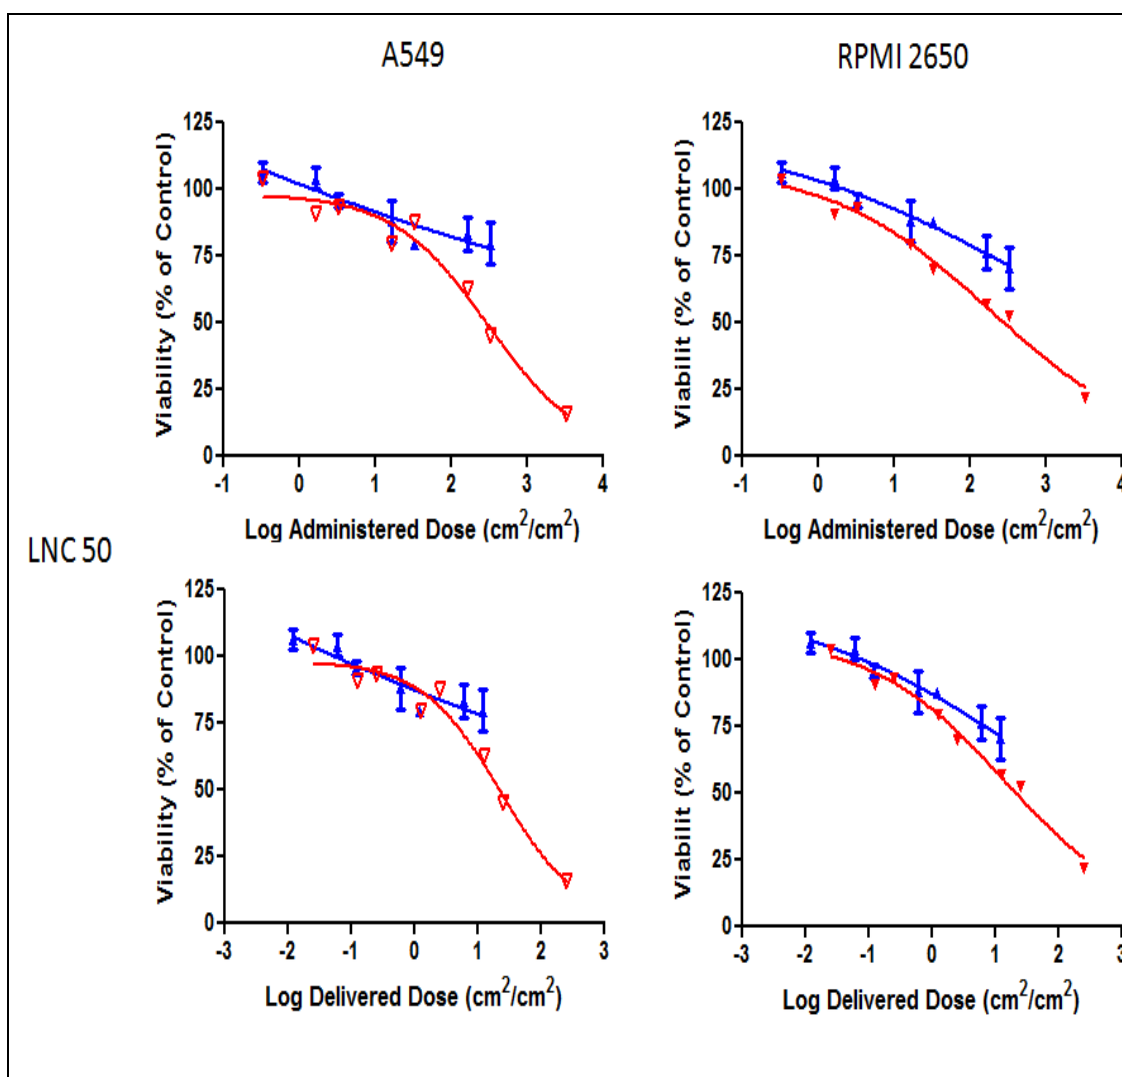 A549
RPMI 2650
125
100
75
50
25
0
Viability (% of Control)
-1 0 1 2 3 4
Log Administered Dose (cm²/cm²)
125
100
75
50
25
0
Viabilit (% of Control)
-1 0 1 2 3 4
Log Administered Dose (cm²/cm²)
LNC 50
125
100
75
50
25
0
Viability (% of Control)
-3 -2 -1 0 1 2 3
Log Delivered Dose (cm²/cm²)
125
100
75
50
25
0
Viabilit (% of Control)
-3 -2 -1 0 1 2 3
Log Delivered Dose (cm²/cm²)